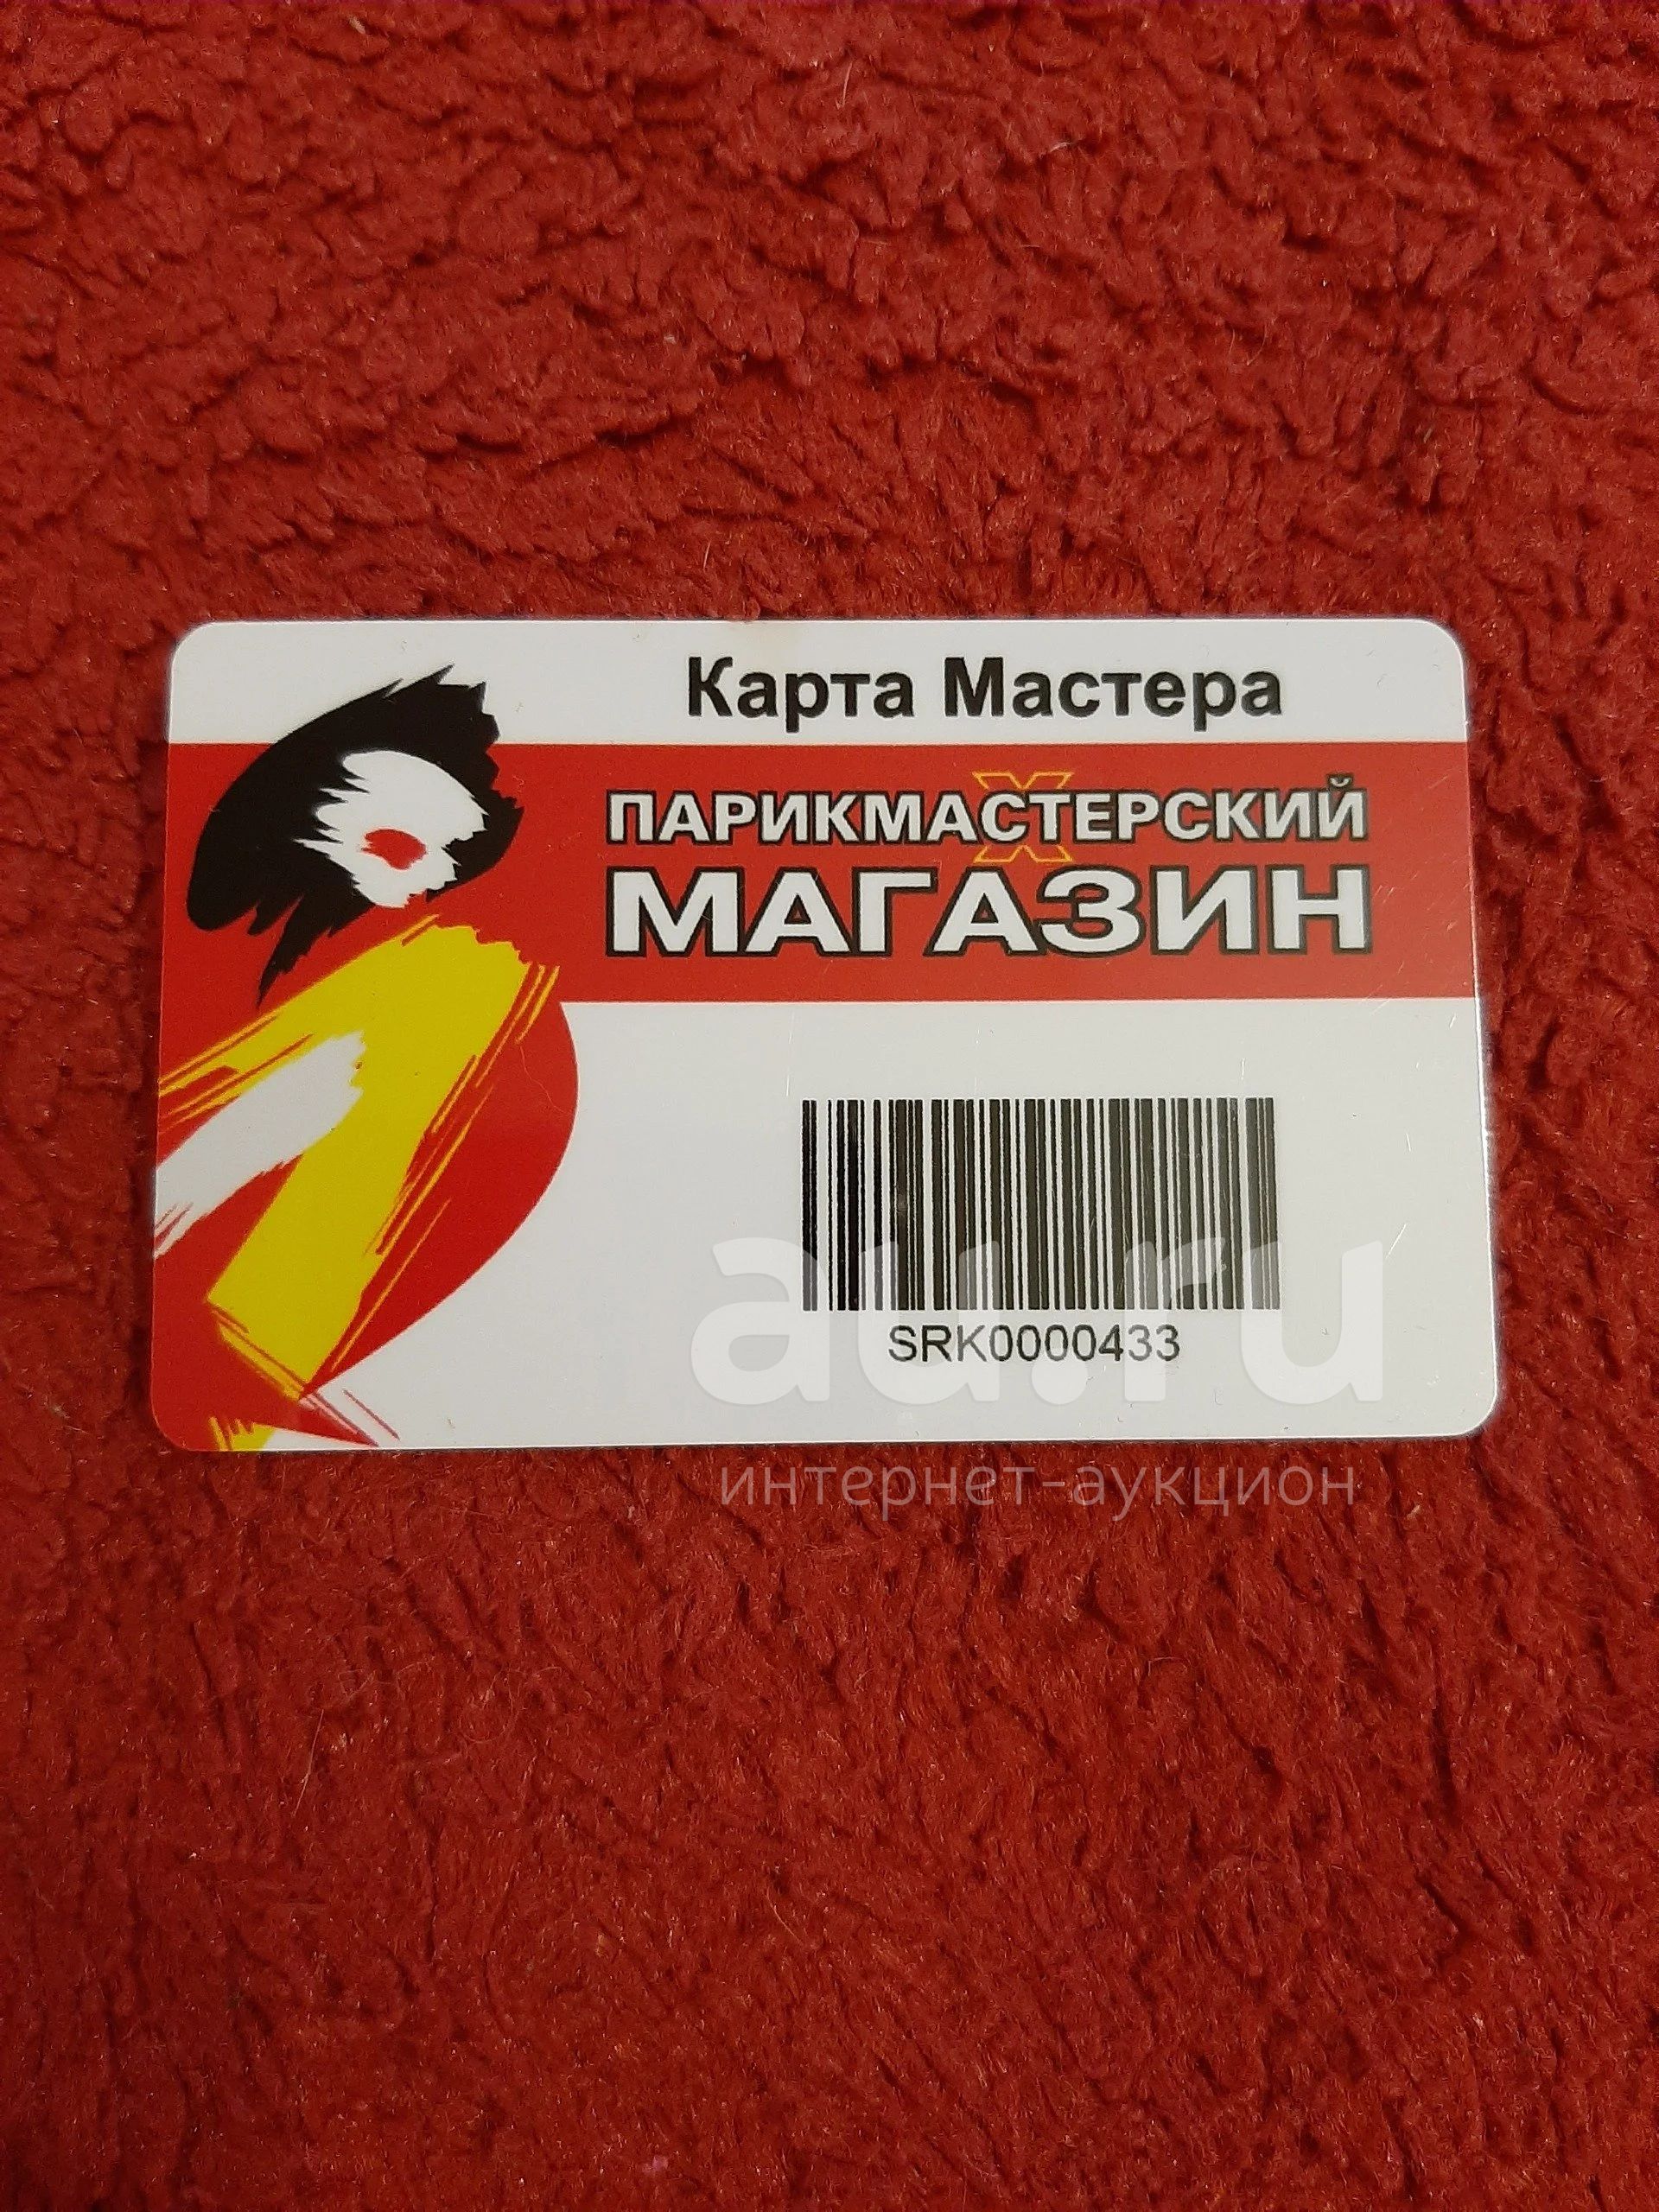 Карта Мастера
ПАРИКМАСТЕРСКИЙ
Х
МАГАЗИН
SRK0000433
au.ru
интернет-аукцион